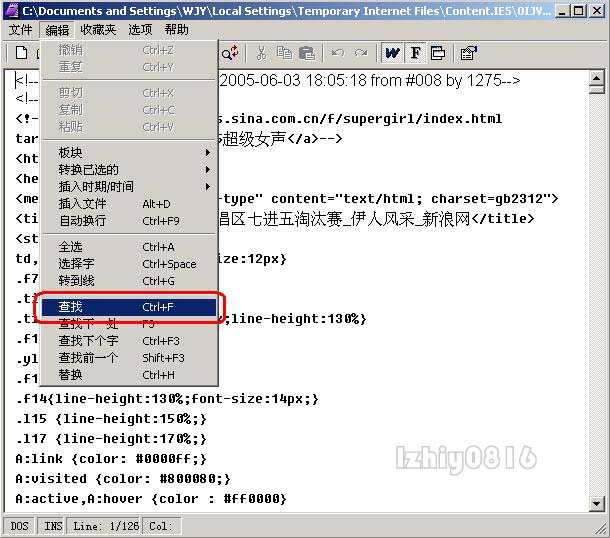 C:\Documents and Settings\WJY\Local Settings\Temporary Internet Files\Content.IE5\OIJV...
文件 编辑 收藏夹 选项 帮助
W F
撤销 Ctrl+Z
重复 Ctrl+Y
剪切 Ctrl+X
复制 Ctrl+C
粘贴 Ctrl+V
板块
转换已选的
插入时期/时间
插入文件 Alt+D
自动换行 Ctrl+F9
全选 Ctrl+A
选择字 Ctrl+Space
转到线 Ctrl+G
查找 Ctrl+F
查找下一处 F3
查找下个字 Ctrl+F3
查找前一个 Shift+F3
替换 Ctrl+H
<!-- 2005-06-03 18:05:18 from #008 by 1275-->
<!--
<!- s.sina.com.cn/f/supergirl/index.html
tar 超级女声</a>-->
<ht
<he
<me -type" content="text/html; charset=gb2312">
<ti 唱区七进五淘汰赛_伊人风采_新浪网</title>
<st
td, size:12px}
.f7
.ti
.ti ;line-height:130%}
.f1
.yl
.f1
.f14{line-height:130%;font-size:14px;}
.l15 {line-height:150%;}
.l17 {line-height:170%;}
A:link {color: #0000ff;}
A:visited {color: #800080;}
A:active,A:hover {color : #ff0000}
lzhiy0816
DOS INS Line: 1/126 Col: